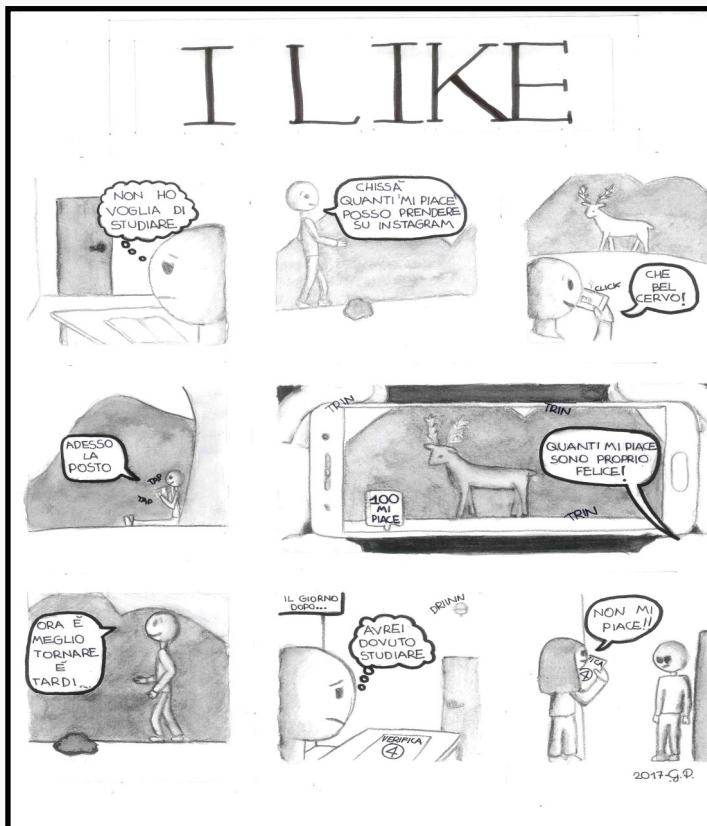 I LIKE
NON HO
VOGLIA DI
STUDIARE
CHISSÀ
QUANTI 'MI PIACE'
POSSO PRENDERE
SU INSTAGRAM
CLICK
CHE
BEL
CERVO!
ADESSO
LA
POSTO
TAP
TAP
TRIN
TRIN
QUANTI MI PIACE
SONO PROPRIO
FELICE!
100
MI
PIACE
TRIN
ORA È
MEGLIO
TORNARE
È
TARDI...
IL GIORNO
DOPO...
DRIINN
AVREI
DOVUTO
STUDIARE
VERIFICA
4
NON MI
PIACE!!
4
2017-G.P.